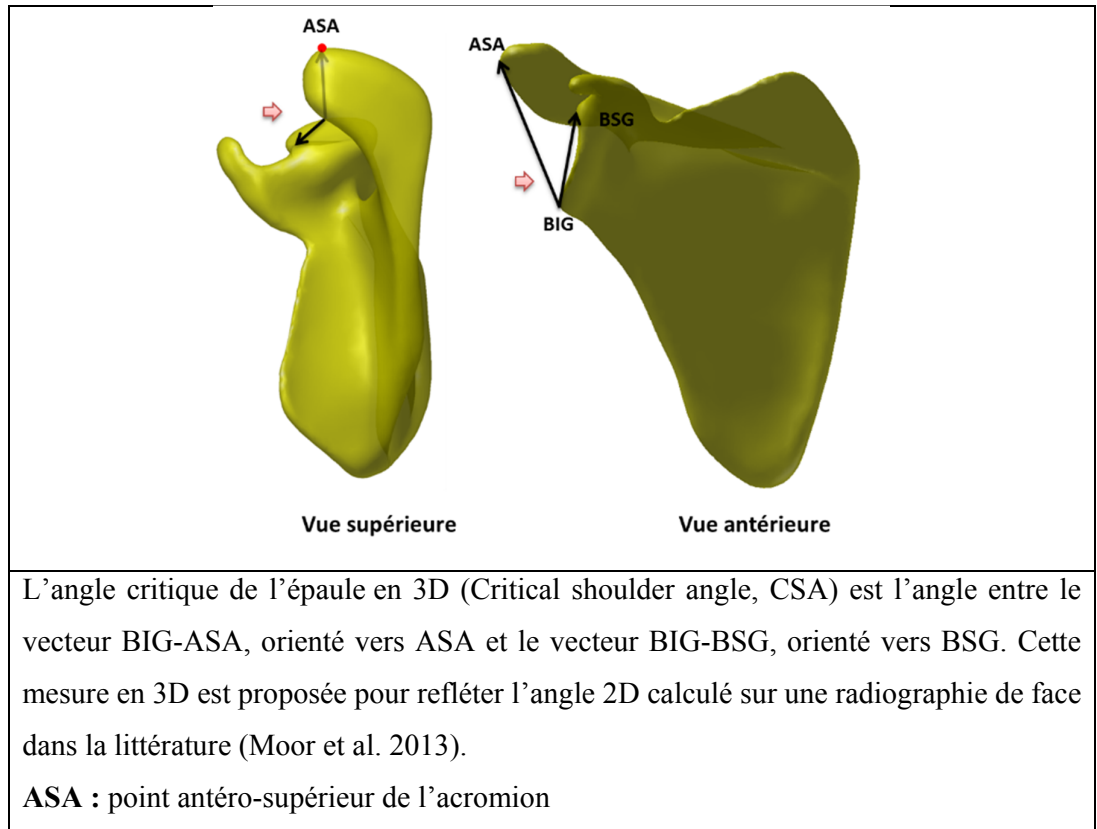 ASA
ASA
BSG
BIG
Vue supérieure
Vue antérieure
L’angle critique de l’épaule en 3D (Critical shoulder angle, CSA) est l’angle entre le
vecteur BIG-ASA, orienté vers ASA et le vecteur BIG-BSG, orienté vers BSG. Cette
mesure en 3D est proposée pour refléter l’angle 2D calculé sur une radiographie de face
dans la littérature (Moor et al. 2013).
ASA : point antéro-supérieur de l’acromion